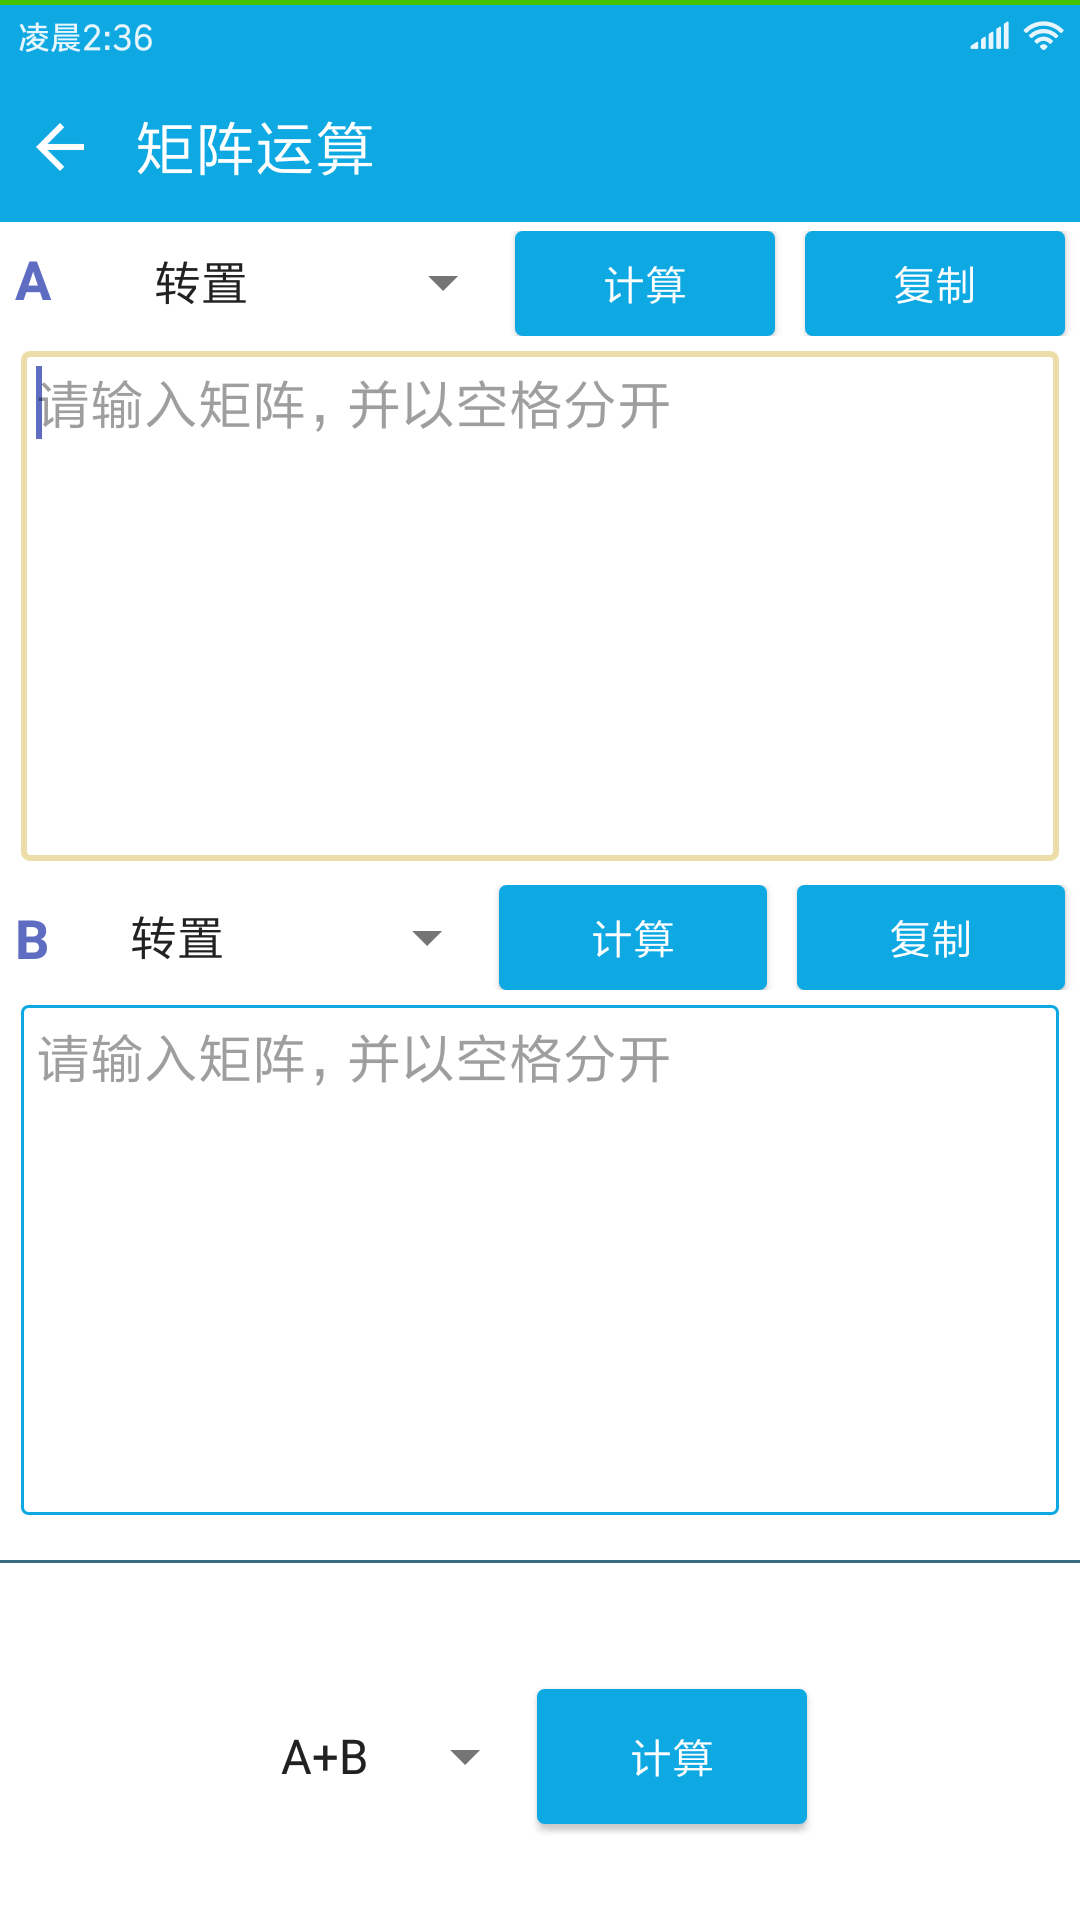 凌晨2:36
矩阵运算
A 转置 计算 复制
请输入矩阵，并以空格分开
B 转置 计算 复制
请输入矩阵，并以空格分开
A+B 计算